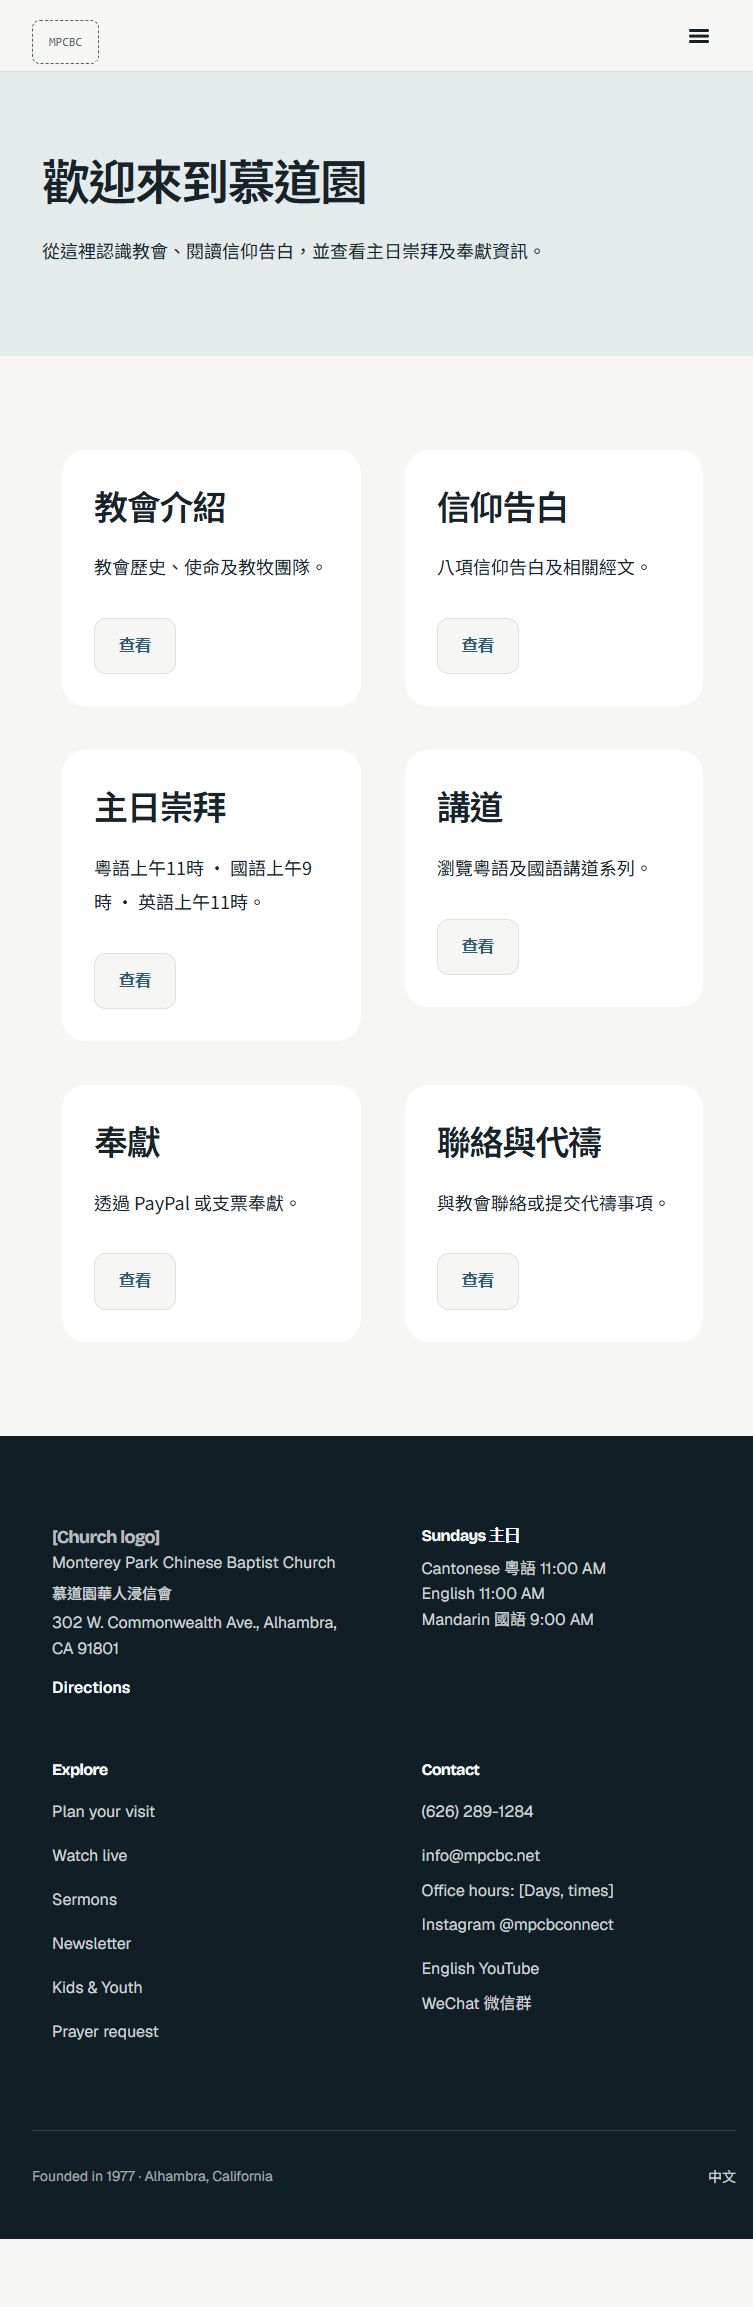 MPCBC
歡迎來到慕道園
從這裡認識教會、閱讀信仰告白，並查看主日崇拜及奉獻資訊。
教會介紹
教會歷史、使命及教牧團隊。
查看
信仰告白
八項信仰告白及相關經文。
查看
主日崇拜
粵語上午11時 • 國語上午9
時 • 英語上午11時。
查看
講道
瀏覽粵語及國語講道系列。
查看
奉獻
透過 PayPal 或支票奉獻。
查看
聯絡與代禱
與教會聯絡或提交代禱事項。
查看
[Church logo]
Monterey Park Chinese Baptist Church
慕道園華人浸信會
302 W. Commonwealth Ave., Alhambra,
CA 91801
Directions
Sundays 主日
Cantonese 粵語 11:00 AM
English 11:00 AM
Mandarin 國語 9:00 AM
Explore
Plan your visit
Watch live
Sermons
Newsletter
Kids & Youth
Prayer request
Contact
(626) 289-1284
info@mpcbc.net
Office hours: [Days, times]
Instagram @mpcbconnect
English YouTube
WeChat 微信群
Founded in 1977 · Alhambra, California
中文